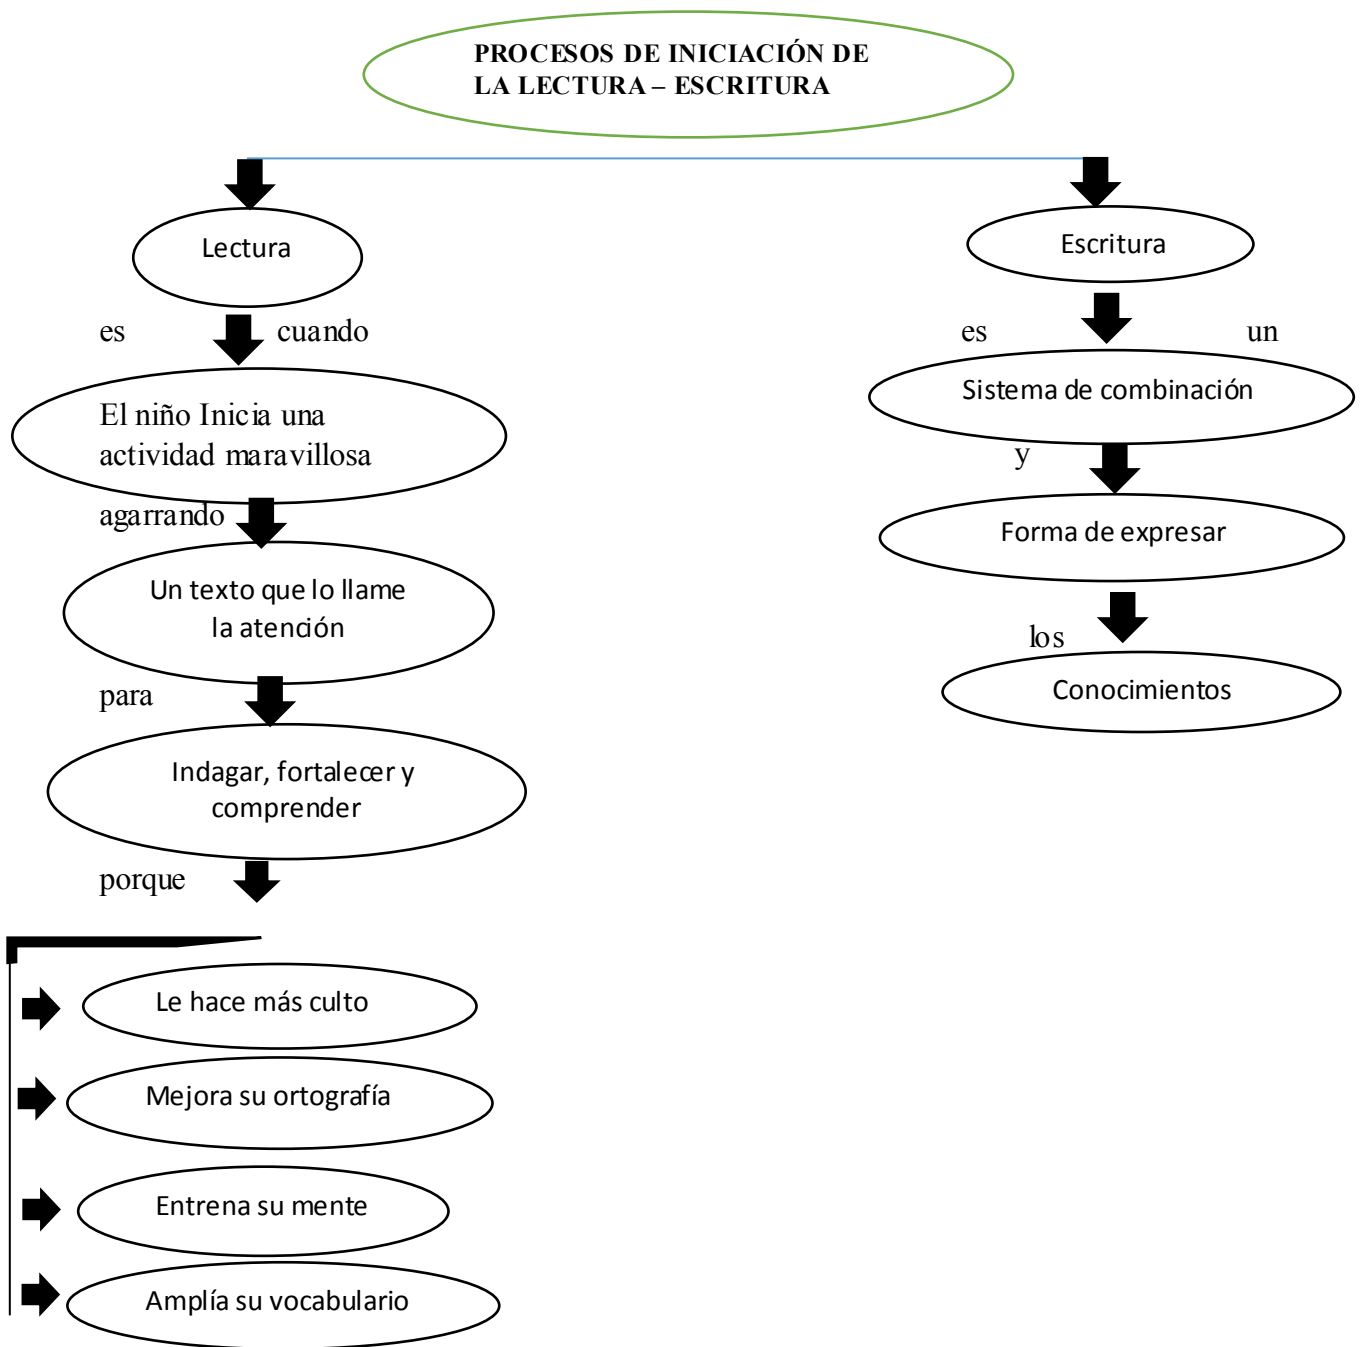 PROCESOS DE INICIACIÓN DE
LA LECTURA – ESCRITURA
Lectura
es cuando
El niño Inicia una
actividad maravillosa
agarrando
Un texto que lo llame
la atención
para
Indagar, fortalecer y
comprender
porque
Le hace más culto
Mejora su ortografía
Entrena su mente
Amplía su vocabulario
Escritura
es un
Sistema de combinación
y
Forma de expresar
los
Conocimientos